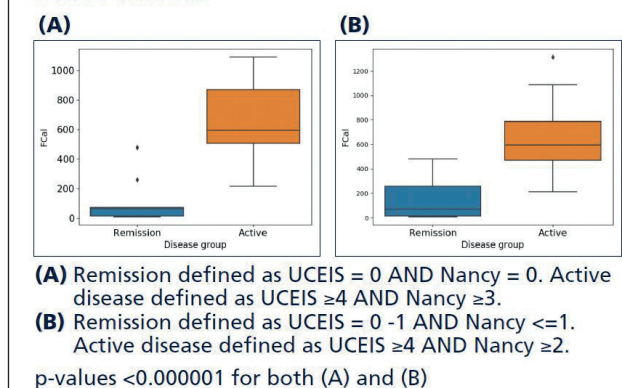 (A)
(B)
1000
800
600
400
200
0
FCal
Remission
Active
Disease group
1200
1000
800
600
400
200
0
FCal
Remission
Active
Disease group
(A) Remission defined as UCEIS = 0 AND Nancy = 0. Active
disease defined as UCEIS ≥4 AND Nancy ≥3.
(B) Remission defined as UCEIS = 0 -1 AND Nancy <=1.
Active disease defined as UCEIS ≥4 AND Nancy ≥2.
p-values <0.000001 for both (A) and (B)